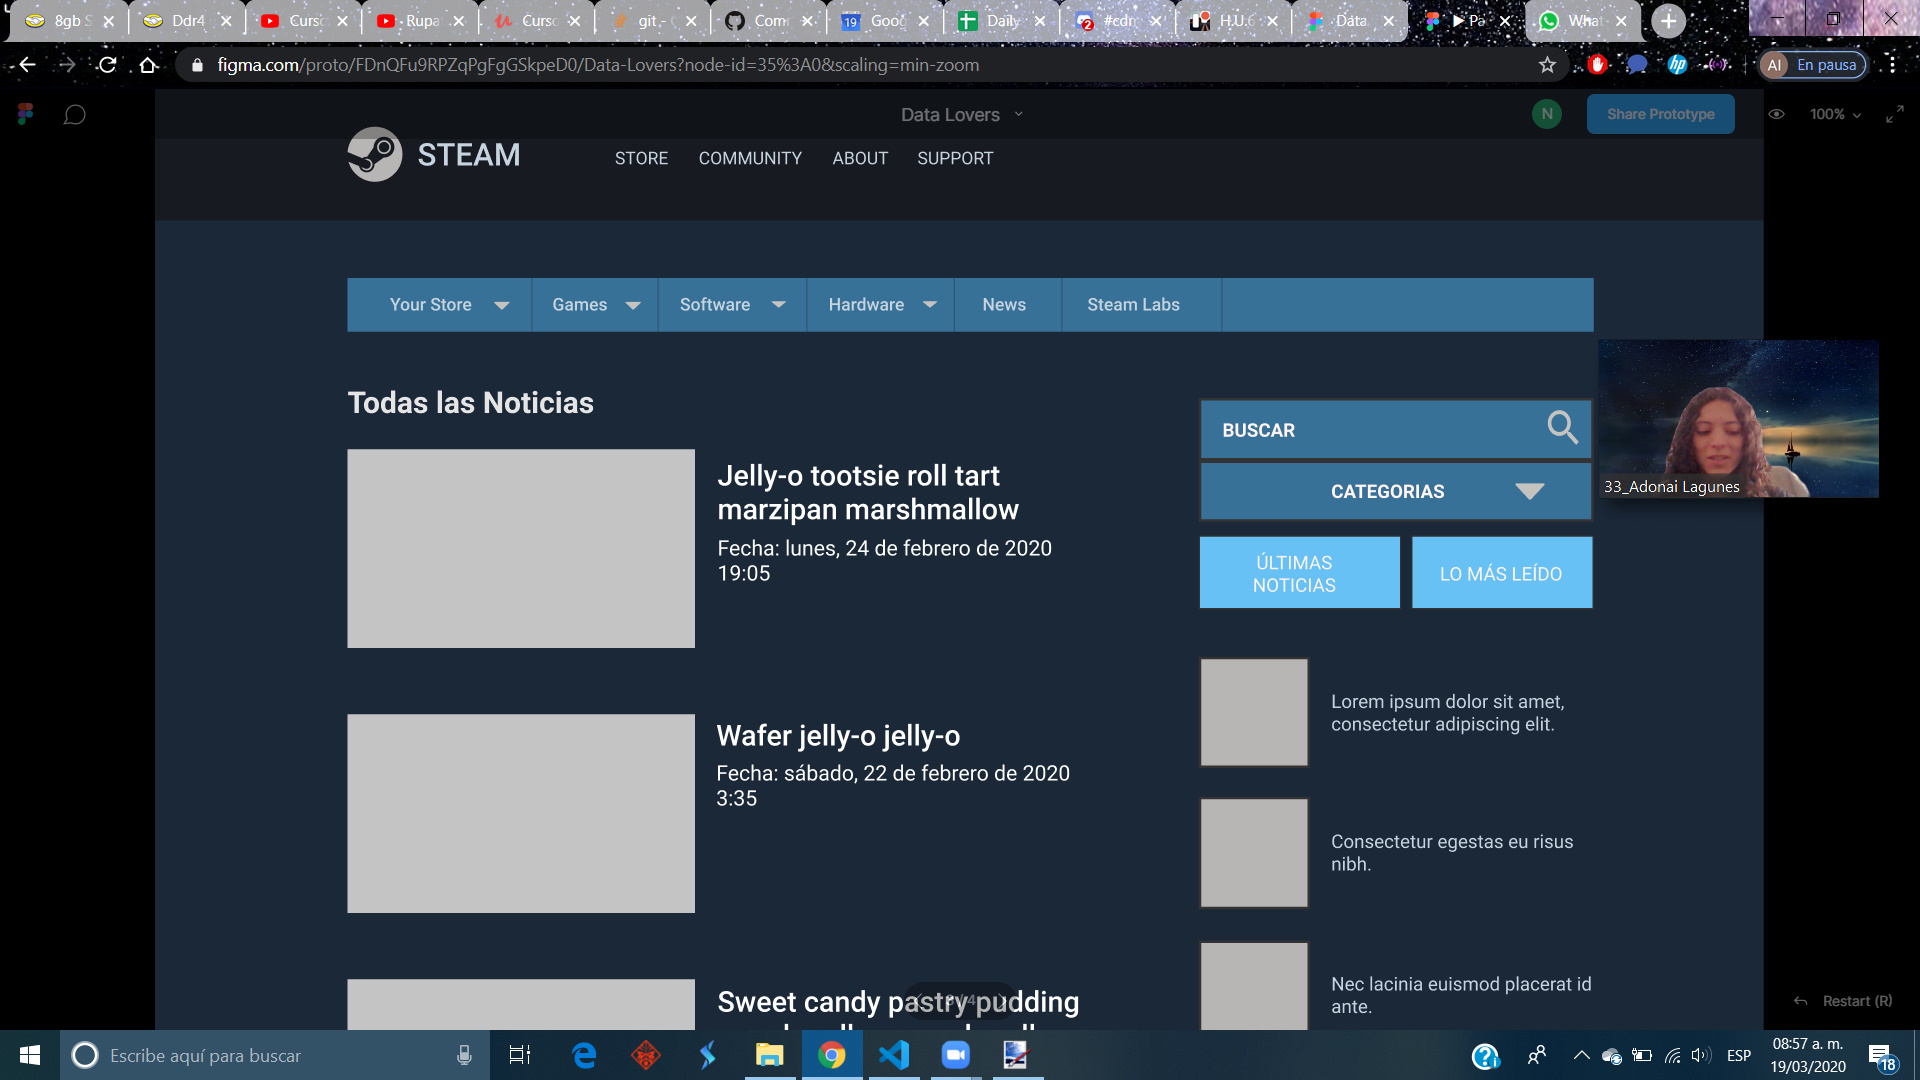 8gb S
Ddr4
Curso
Rupa
Curso
git -
Com
19
Goog
Daily
#cdm
H.U.6
Data
Pa
What
figma.com/proto/FDnQFu9RPZqPgFgGSkpeD0/Data-Lovers?node-id=35%3A0&scaling=min-zoom
AI
En pausa
Data Lovers
N
Share Prototype
100%
STEAM
STORE
COMMUNITY
ABOUT
SUPPORT
Your Store
Games
Software
Hardware
News
Steam Labs
Todas las Noticias
Jelly-o tootsie roll tart
marzipan marshmallow
Fecha: lunes, 24 de febrero de 2020
19:05
Wafer jelly-o jelly-o
Fecha: sábado, 22 de febrero de 2020
3:35
Sweet candy pastry pudding
BUSCAR
CATEGORIAS
ÚLTIMAS
NOTICIAS
LO MÁS LEÍDO
Lorem ipsum dolor sit amet,
consectetur adipiscing elit.
Consectetur egestas eu risus
nibh.
Nec lacinia euismod placerat id
ante.
33_Adonai Lagunes
Restart (R)
Escribe aquí para buscar
ESP
08:57 a. m.
19/03/2020
18